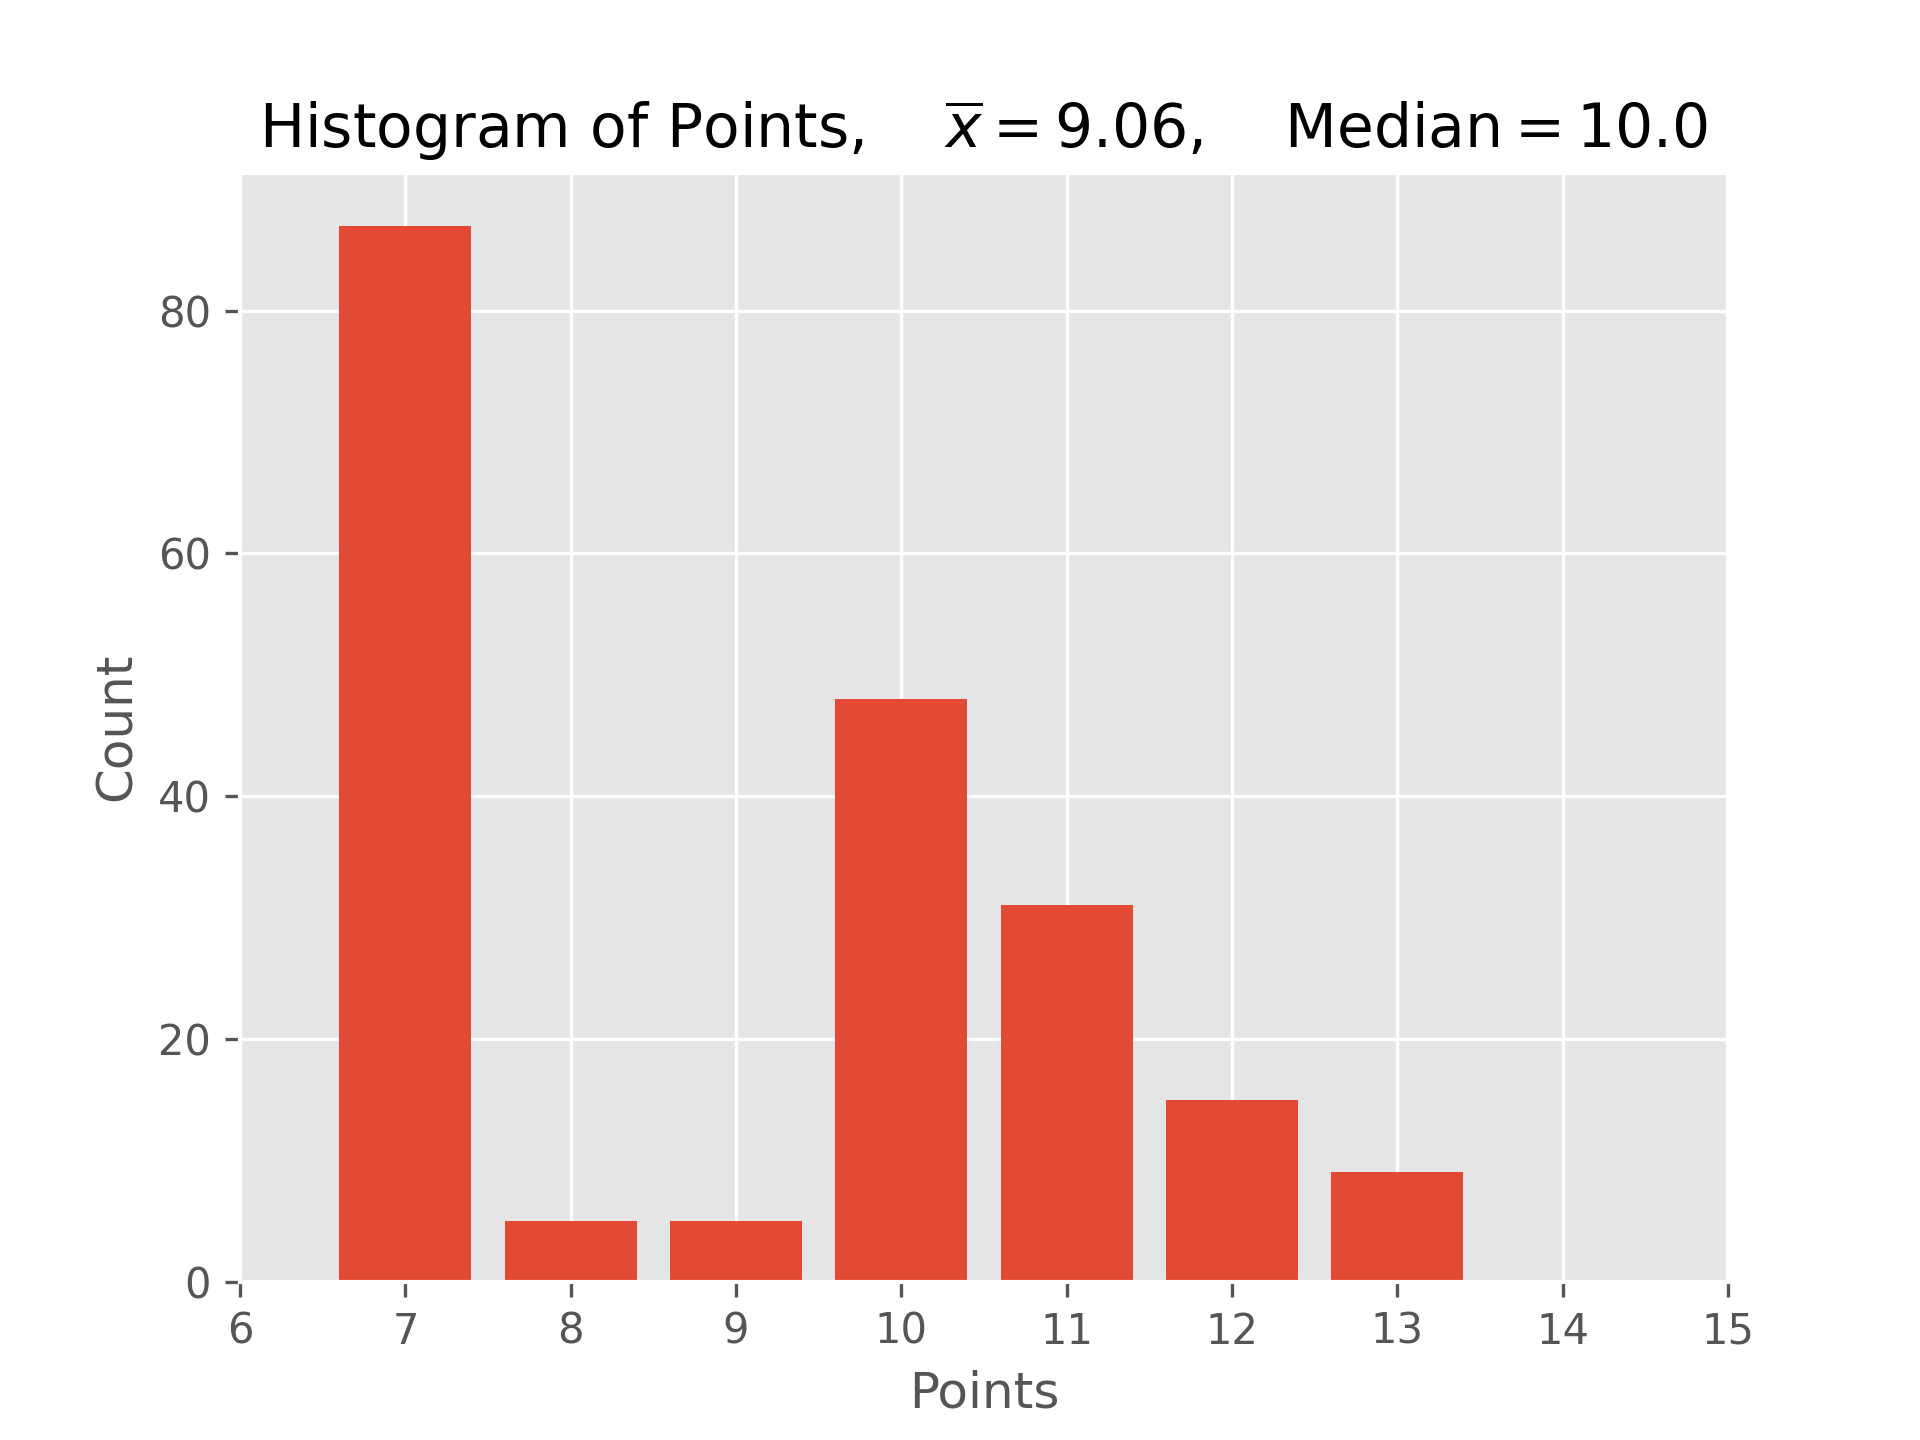 Histogram of Points, x̅ = 9.06, Median = 10.0
80
60
40
20
0
Count
6 7 8 9 10 11 12 13 14 15
Points